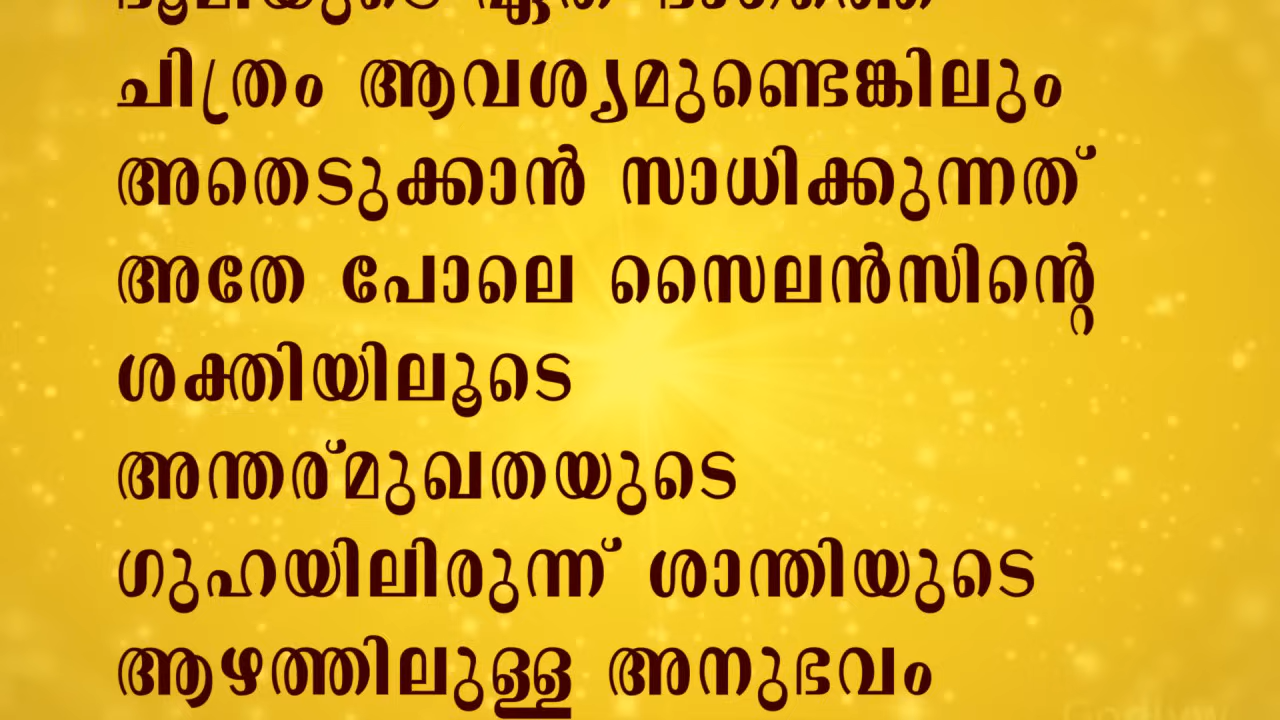 ചിത്രം ആവശ്യമുണ്ടെങ്കിലും
അതെടുക്കാൻ സാധിക്കുന്നത്
അതേ പോലെ സൈലൻസിന്റെ
ശക്തിയിലൂടെ
അന്തര്മുഖതയുടെ
ഗുഹയിലിരുന്ന് ശാന്തിയുടെ
ആഴത്തിലുള്ള അനുഭവം